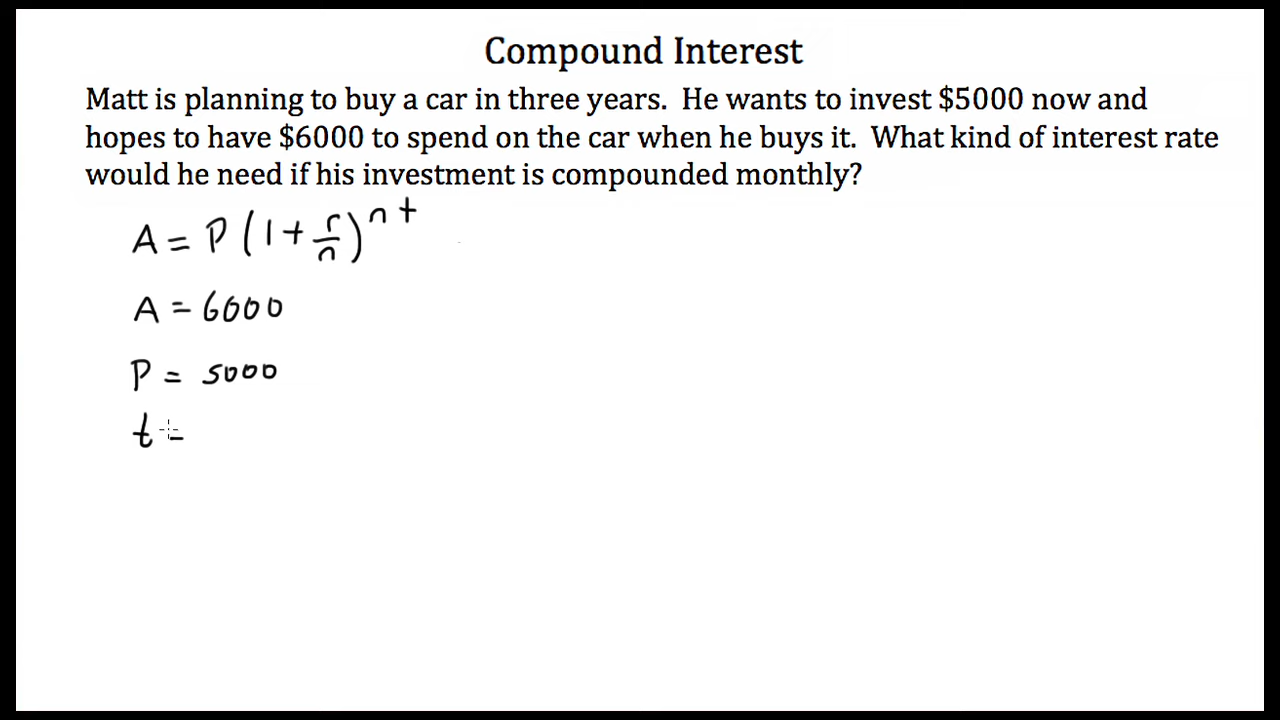 Compound Interest
Matt is planning to buy a car in three years. He wants to invest $5000 now and
hopes to have $6000 to spend on the car when he buys it. What kind of interest rate
would he need if his investment is compounded monthly?
A = P(1+r/n)^nt
A = 6000
P = 5000
t =